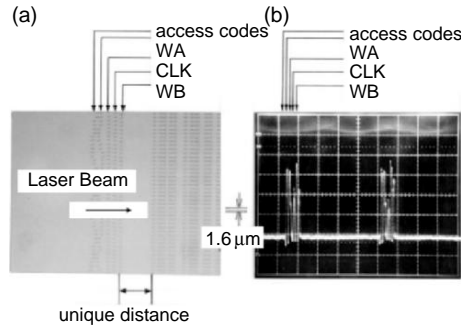 (a)
access codes
WA
CLK
WB
Laser Beam
1.6 μm
unique distance
(b)
access codes
WA
CLK
WB